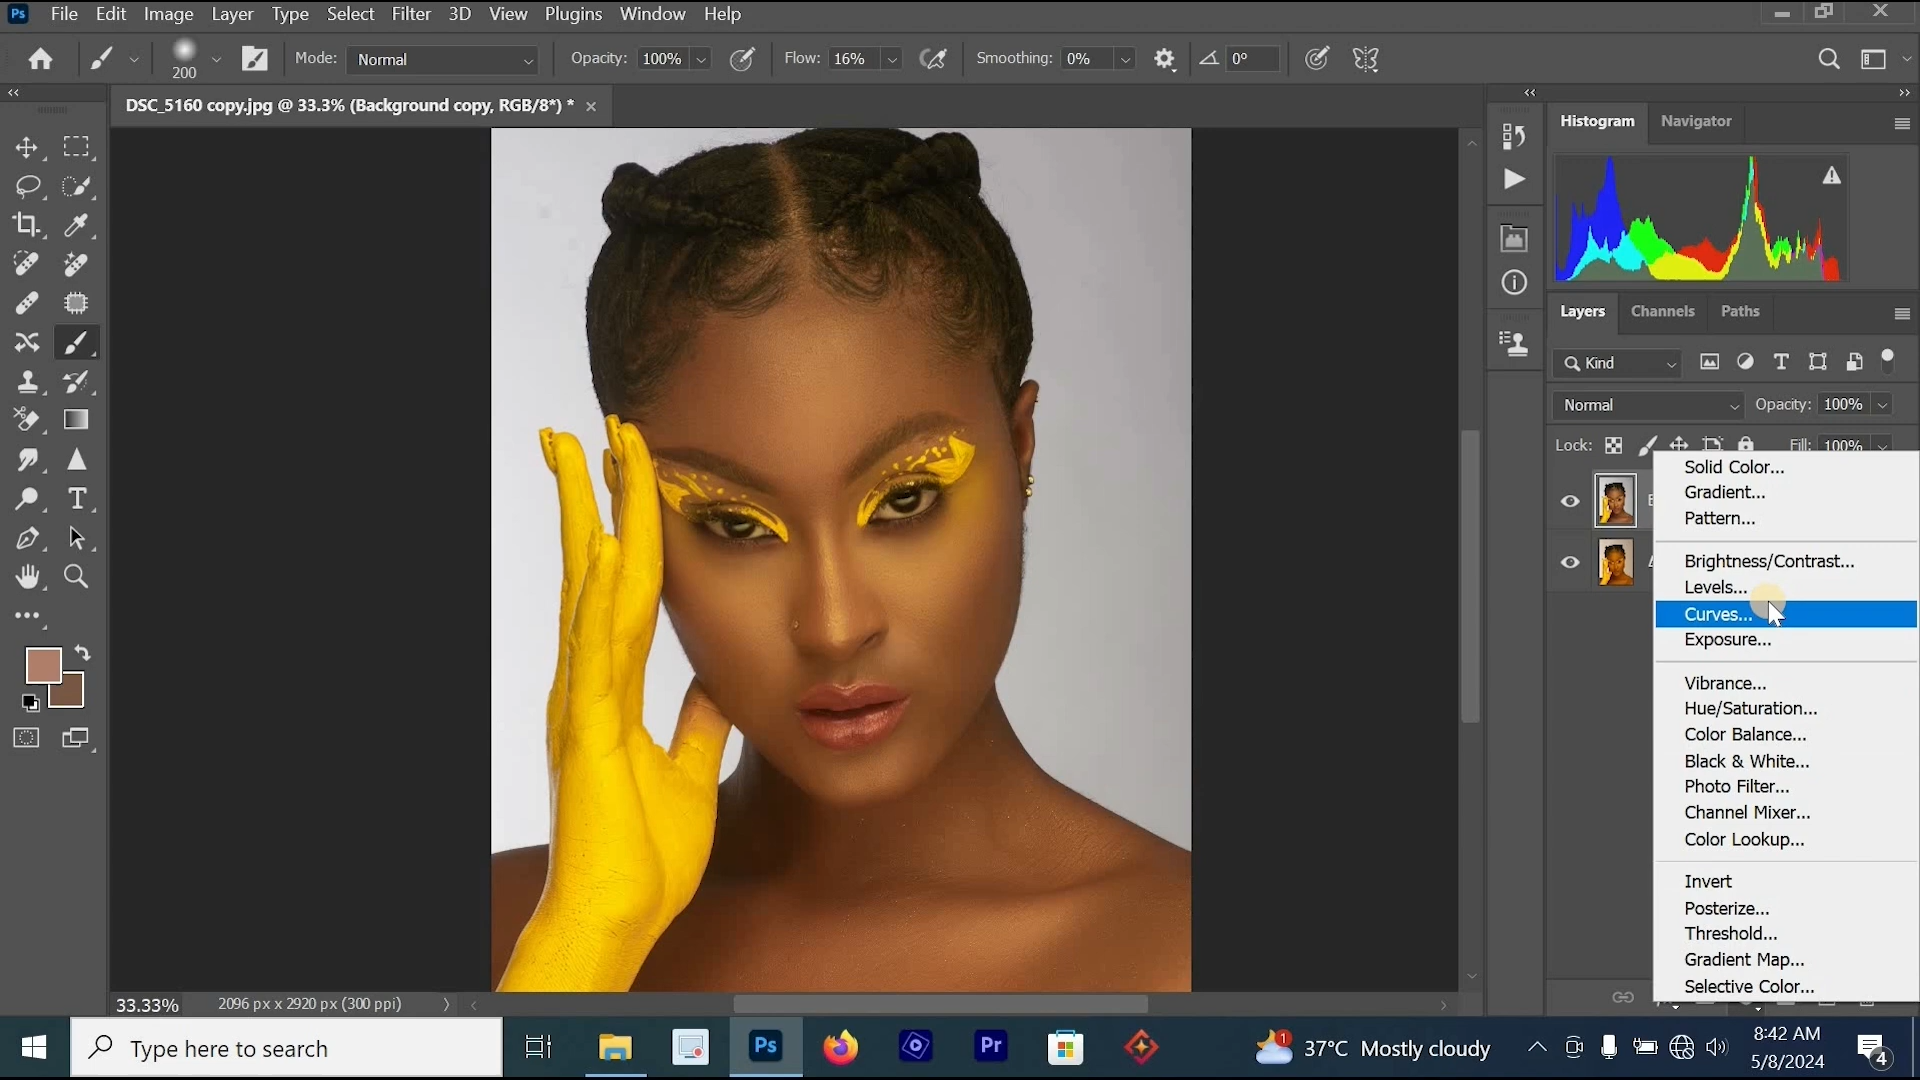 Ps File Edit Image Layer Type Select Filter 3D View Plugins Window Help
200 Mode: Normal Opacity: 100% Flow: 16% Smoothing: 0% 0°
DSC_5160 copy.jpg @ 33.3% (Background copy, RGB/8*) *
Histogram Navigator
Layers Channels Paths
Kind
Normal Opacity: 100%
Lock: Fill: 100%
Solid Color...
Gradient...
Pattern...
Brightness/Contrast...
Levels...
Curves...
Exposure...
Vibrance...
Hue/Saturation...
Color Balance...
Black & White...
Photo Filter...
Channel Mixer...
Color Lookup...
Invert
Posterize...
Threshold...
Gradient Map...
Selective Color...
33.33% 2096 px x 2920 px (300 ppi)
Type here to search Ps Pr 1 37°C Mostly cloudy 8:42 AM
5/8/2024 4